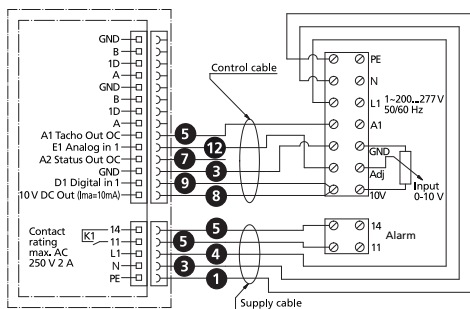 GND
B
1D
A
GND
B
1D
A
A1 Tacho Out OC
E1 Analog in 1
A2 Status Out OC
GND
D1 Digital in 1
10 V DC Out (Ima=10mA)
Contact
rating
max. AC
250 V 2 A
K1
14
11
L1
N
PE
5
12
7
3
9
8
5
5
4
3
1
Control cable
Supply cable
PE
N
L1
1~200...277 V
50/60 Hz
A1
GND
Adj
10V
Input
0-10 V
14
11
Alarm